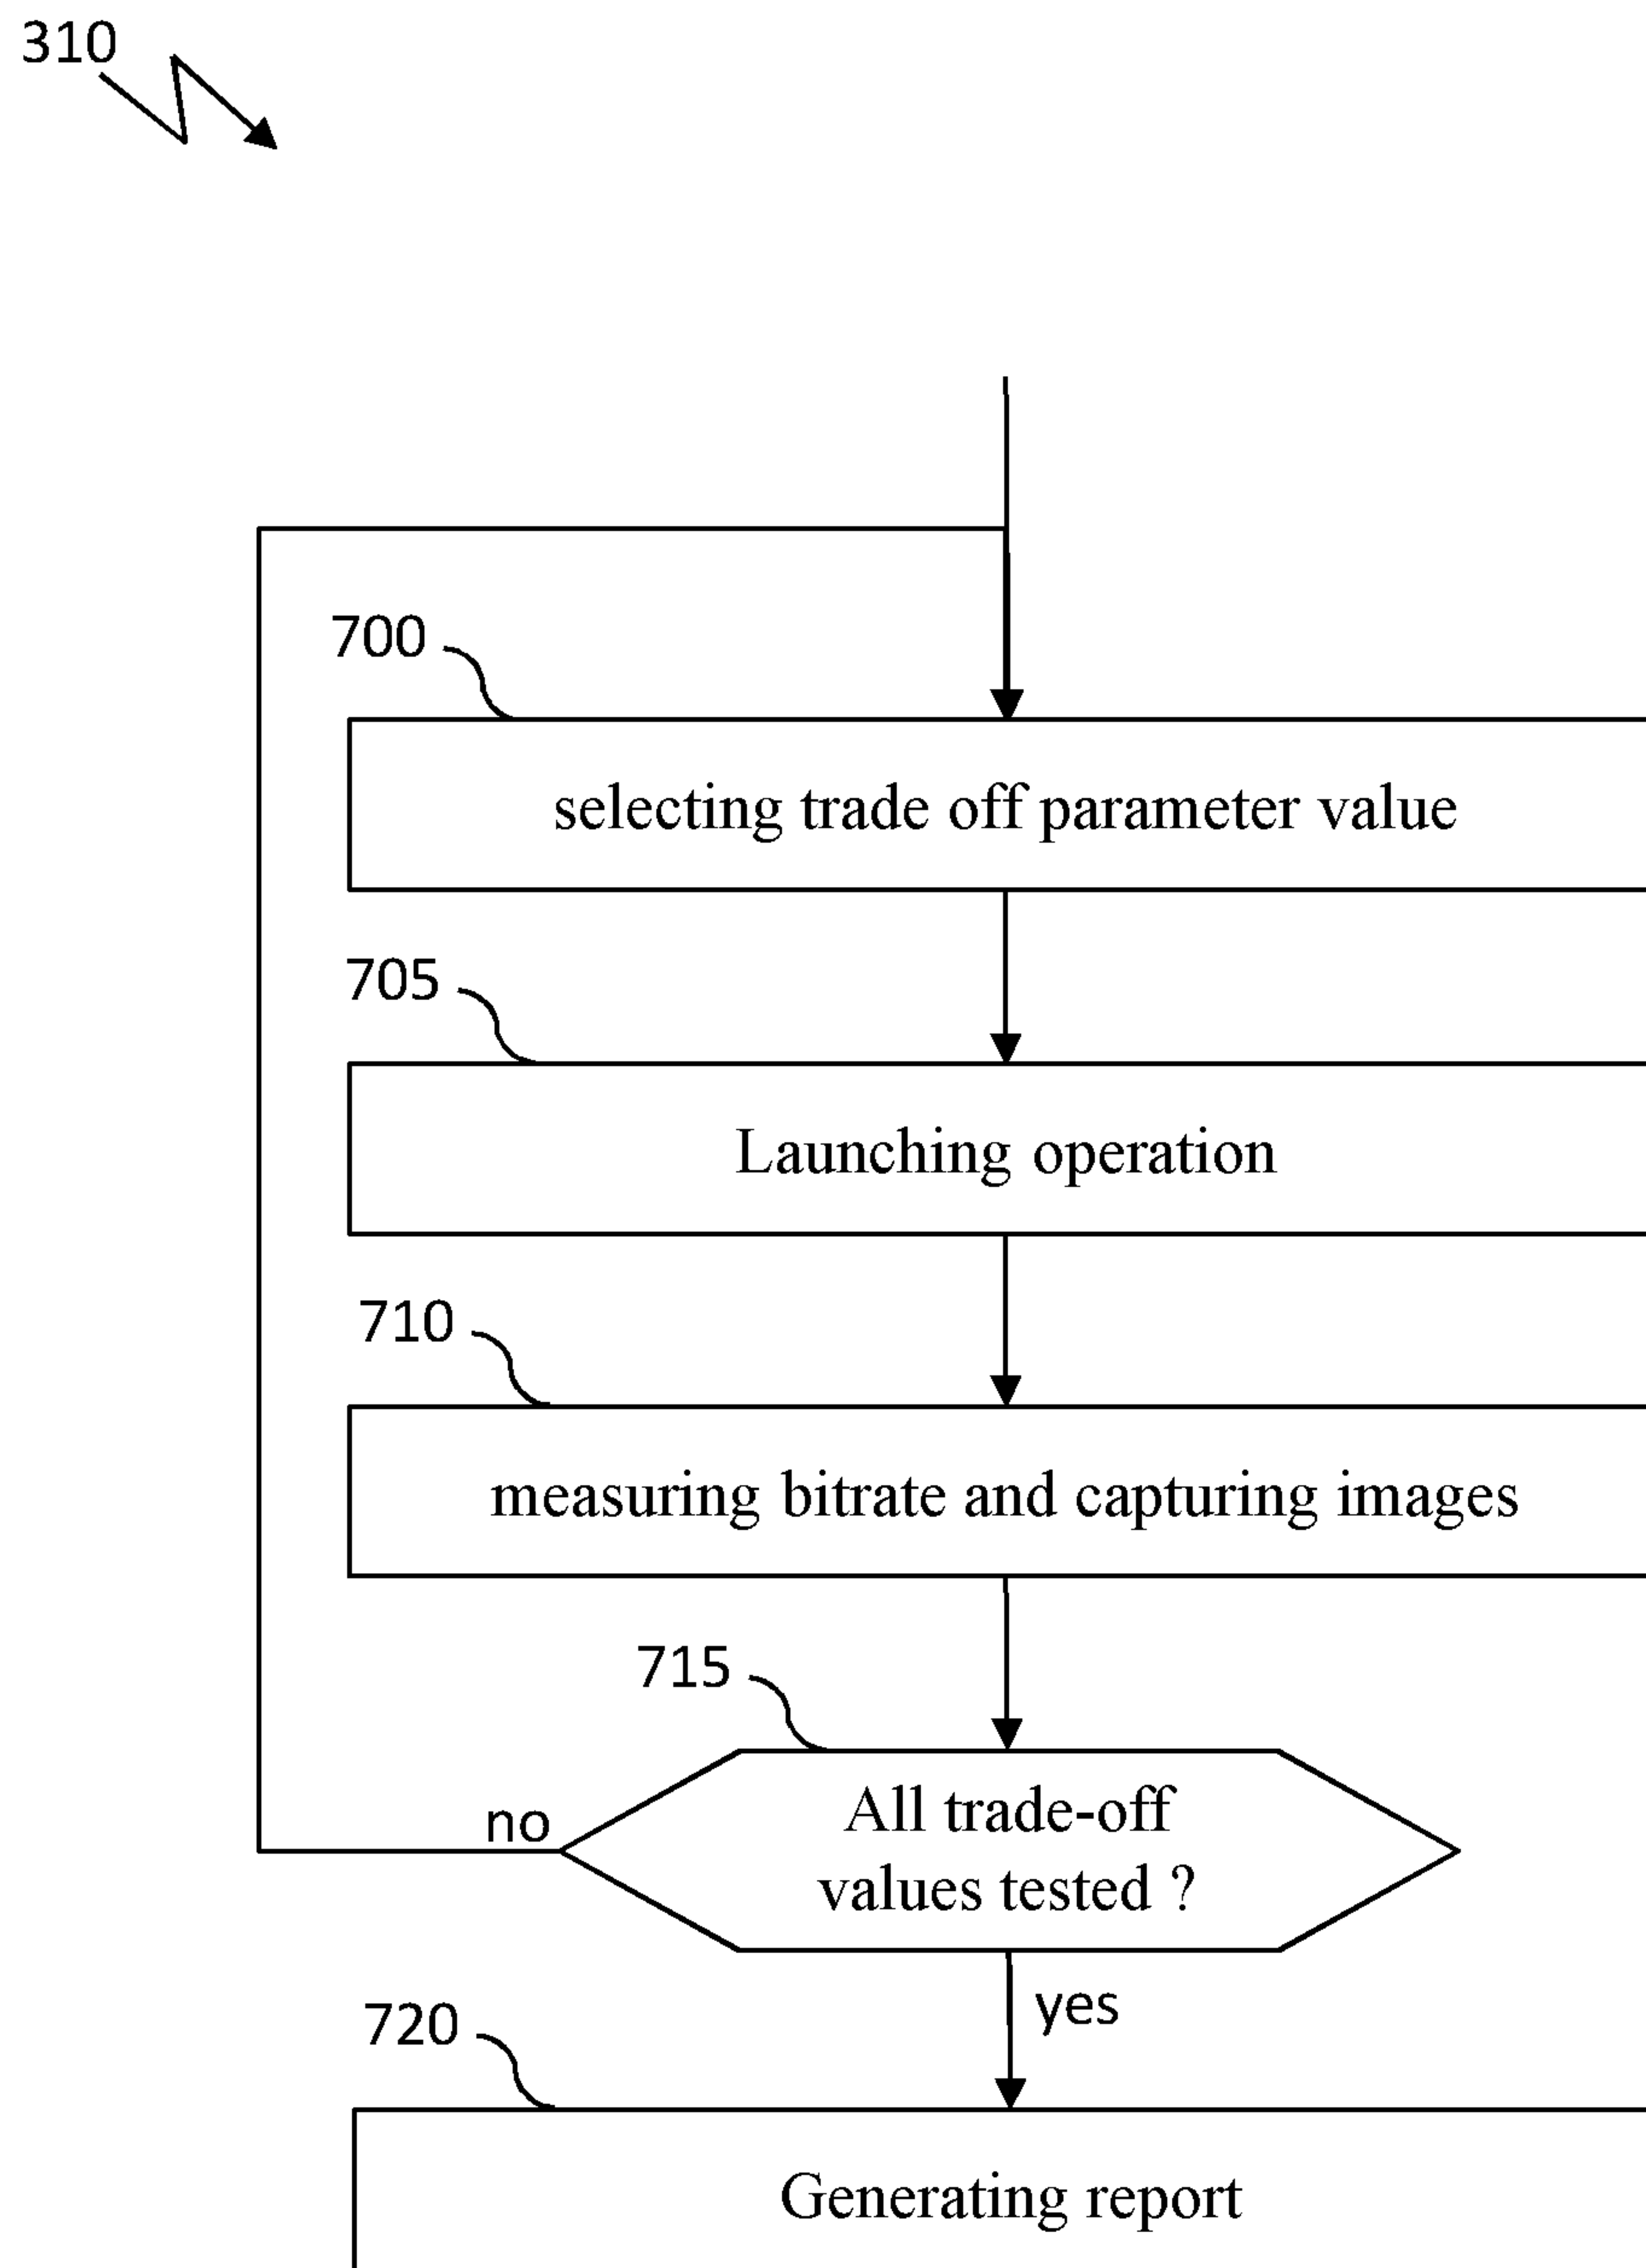 310
700
selecting trade off parameter value
705
Launching operation
710
measuring bitrate and capturing images
715
All trade-off
values tested ?
no
yes
720
Generating report